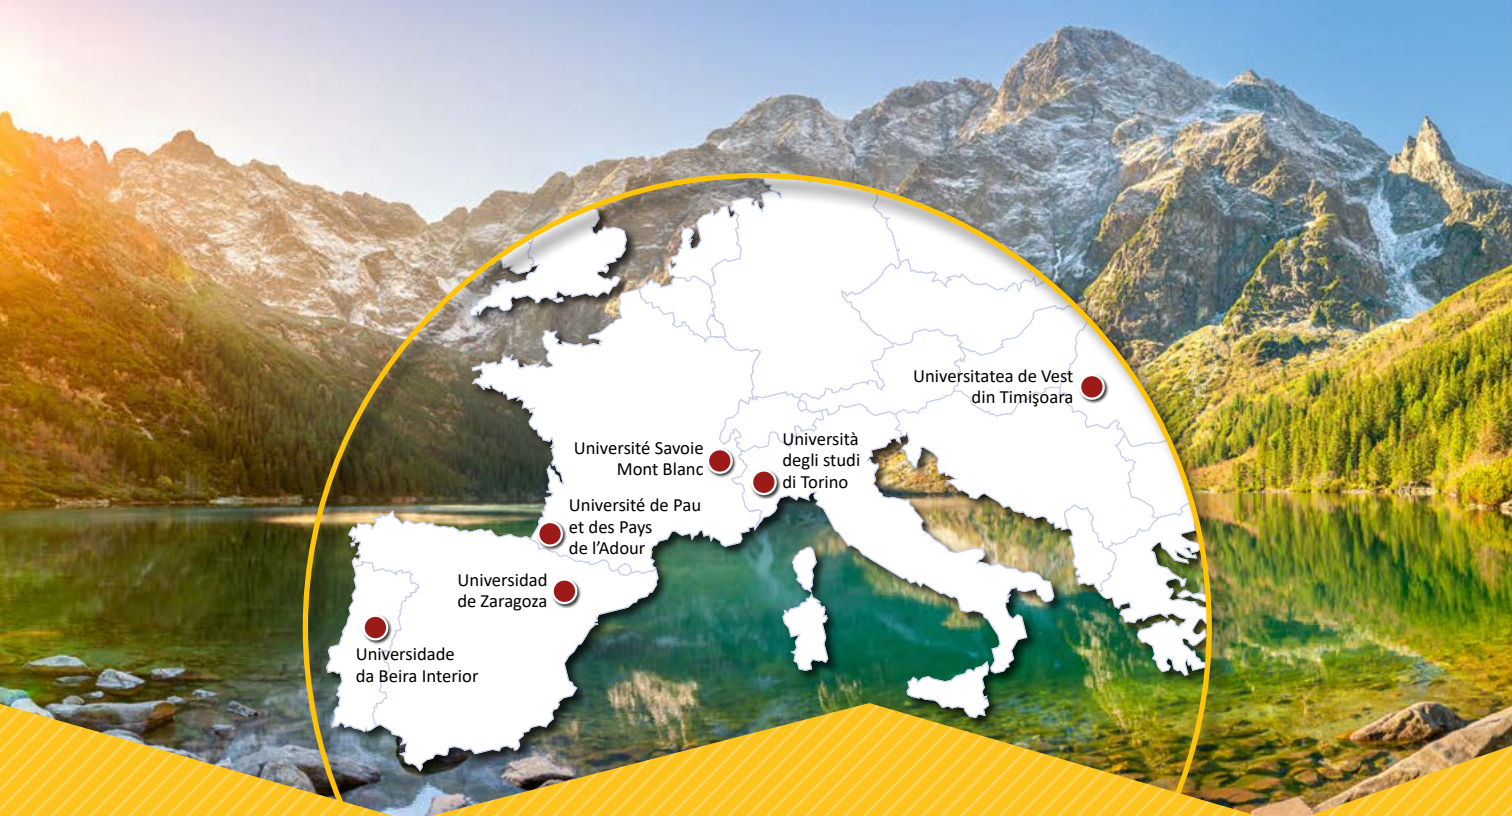 Universitatea de Vest
din Timişoara
Université Savoie
Mont Blanc
Università
degli studi
di Torino
Université de Pau
et des Pays
de l’Adour
Universidad
de Zaragoza
Universidade
da Beira Interior